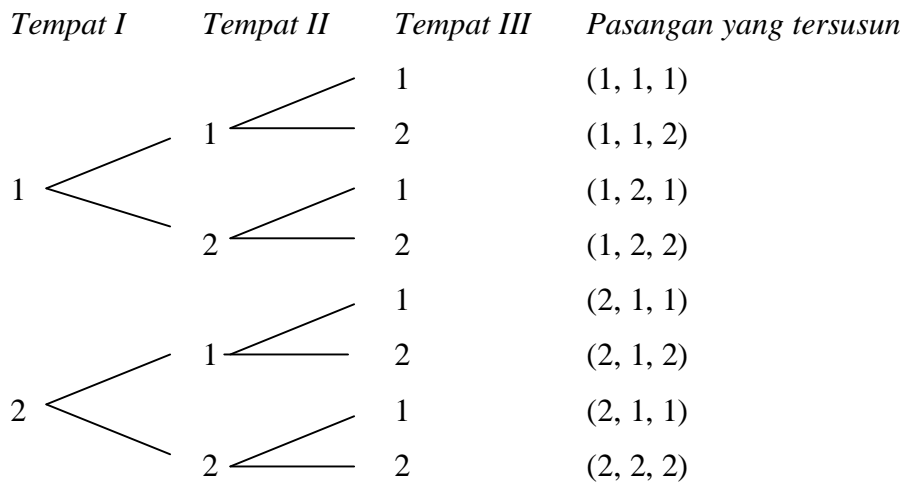 Tempat I Tempat II Tempat III Pasangan yang tersusun
1 (1, 1, 1)
1 2 (1, 1, 2)
1 1 (1, 2, 1)
2 2 (1, 2, 2)
1 (2, 1, 1)
1 2 (2, 1, 2)
2 1 (2, 1, 1)
2 2 (2, 2, 2)